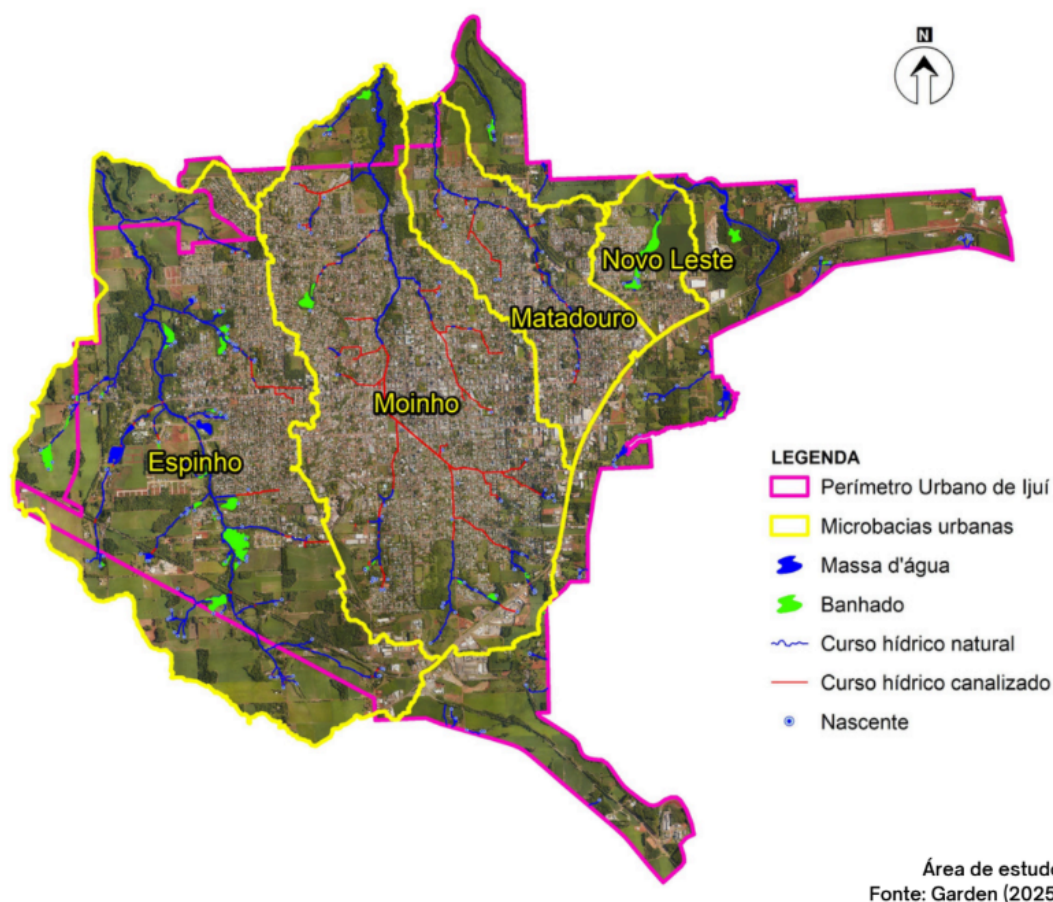 N
Novo Leste
Matadouro
Moinho
Espinho
LEGENDA
Perímetro Urbano de Ijuí
Microbacias urbanas
Massa d'água
Banhado
Curso hídrico natural
Curso hídrico canalizado
Nascente
Área de estudo
Fonte: Garden (2025